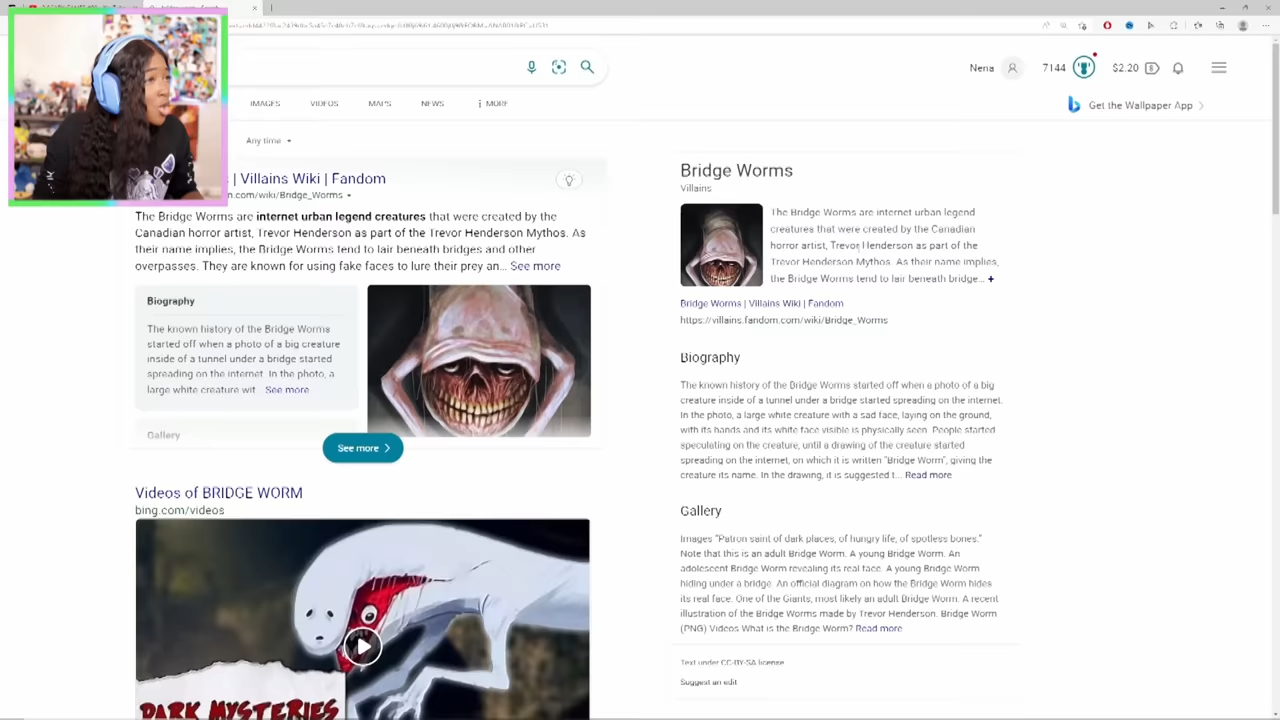 Nena
7144
$2.20
IMAGES
VIDEOS
MAPS
NEWS
MORE
Get the Wallpaper App
Any time
| Villains Wiki | Fandom
n.com/wiki/Bridge_Worms
The Bridge Worms are internet urban legend creatures that were created by the
Canadian horror artist, Trevor Henderson as part of the Trevor Henderson Mythos. As
their name implies, the Bridge Worms tend to lair beneath bridges and other
overpasses. They are known for using fake faces to lure their prey an... See more
Biography
The known history of the Bridge Worms
started off when a photo of a big creature
inside of a tunnel under a bridge started
spreading on the internet. In the photo, a
large white creature wit... See more
Gallery
See more
Videos of BRIDGE WORM
bing.com/videos
DARK MYSTERIES
Bridge Worms
Villains
The Bridge Worms are internet urban legend
creatures that were created by the Canadian
horror artist, Trevor Henderson as part of the
Trevor Henderson Mythos. As their name implies,
the Bridge Worms tend to lair beneath bridge... +
Bridge Worms | Villains Wiki | Fandom
https://villains.fandom.com/wiki/Bridge_Worms
Biography
The known history of the Bridge Worms started off when a photo of a big
creature inside of a tunnel under a bridge started spreading on the internet.
In the photo, a large white creature with a sad face, laying on the ground,
with its hands and its white face visible is physically seen. People started
speculating on the creature, until a drawing of the creature started
spreading on the internet, on which it is written "Bridge Worm", giving the
creature its name. In the drawing, it is suggested t... Read more
Gallery
Images "Patron saint of dark places, of hungry life, of spotless bones."
Note that this is an adult Bridge Worm. A young Bridge Worm. An
adolescent Bridge Worm revealing its real face. A young Bridge Worm
hiding under a bridge. An official diagram on how the Bridge Worm hides
its real face. One of the Giants, most likely an adult Bridge Worm. A recent
illustration of the Bridge Worms made by Trevor Henderson. Bridge Worm
(PNG) Videos What is the Bridge Worm? Read more
Text under CC-BY-SA license
Suggest an edit